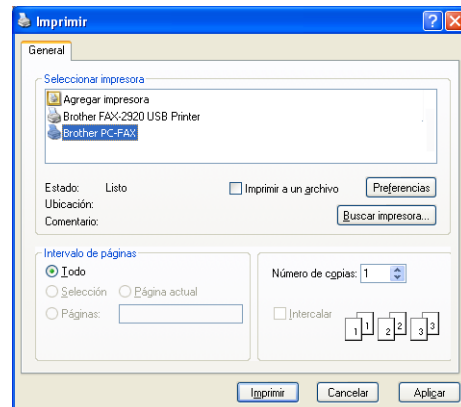 Imprimir
General
Seleccionar impresora
Agregar impresora
Brother FAX-2920 USB Printer
Brother PC-FAX
Estado: Listo
Imprimir a un archivo
Preferencias
Ubicación:
Comentario:
Buscar impresora...
Intervalo de páginas
Todo
Selección
Página actual
Páginas:
Número de copias: 1
Intercalar
1 1 2 2 3 3
Imprimir
Cancelar
Aplicar